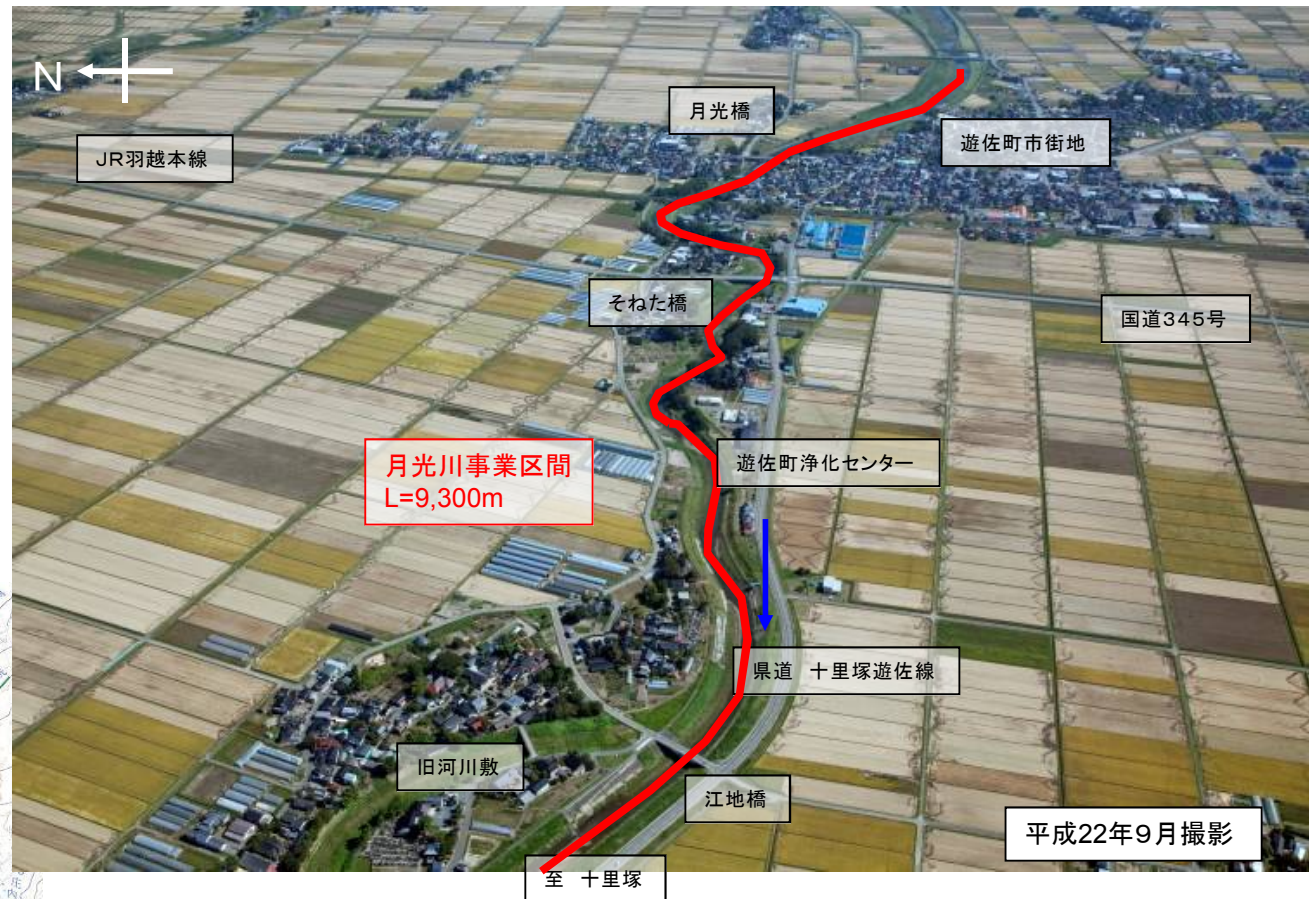 N
月光橋
JR羽越本線
遊佐町市街地
そねた橋
国道345号
月光川事業区間
L=9,300m
遊佐町浄化センター
県道 十里塚遊佐線
旧河川敷
江地橋
平成22年9月撮影
至 十里塚